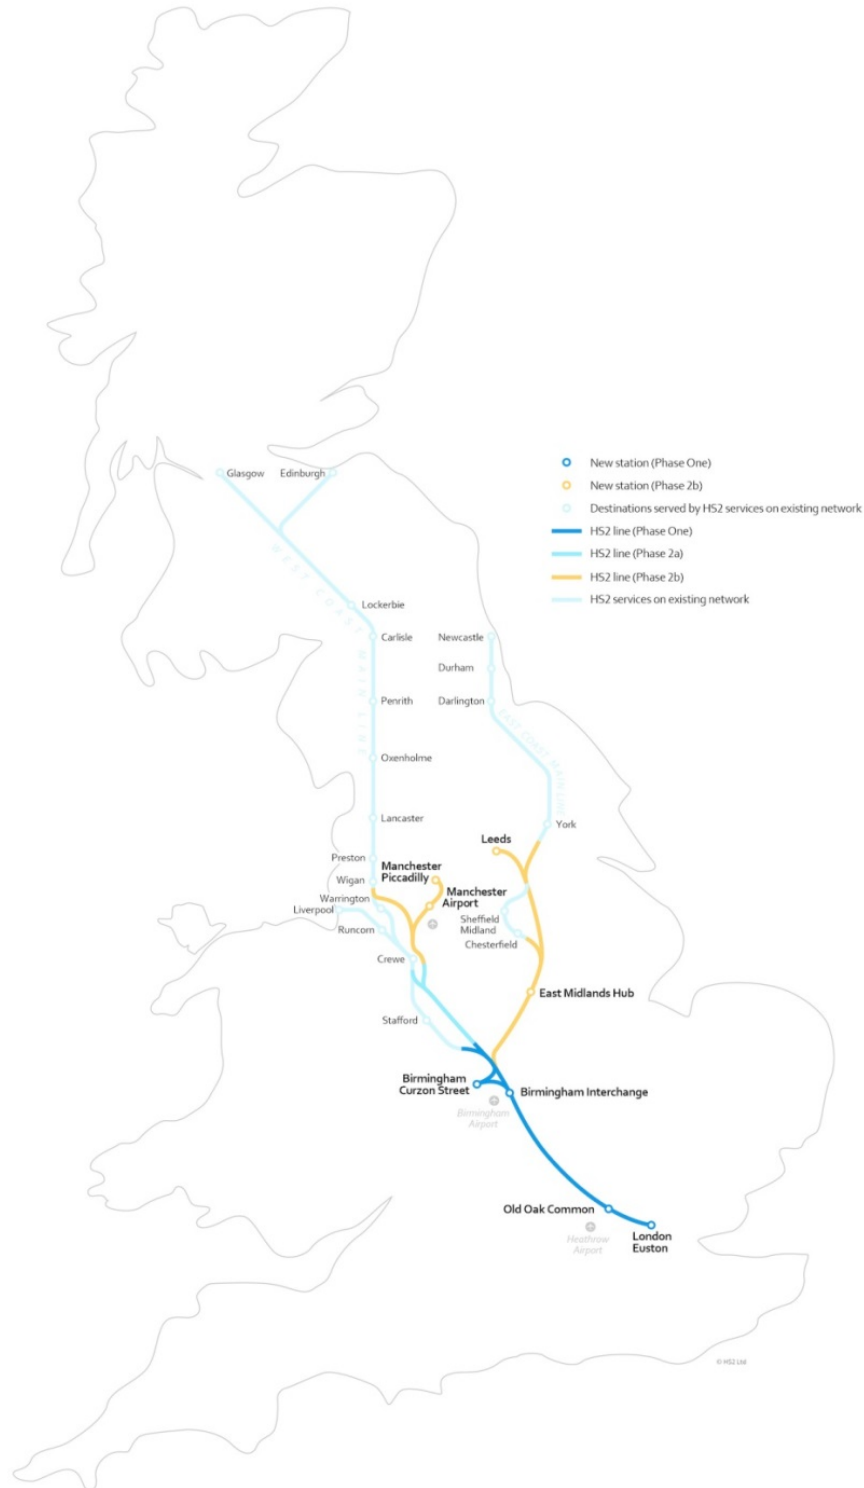 Glasgow
Edinburgh
New station (Phase One)
New station (Phase 2b)
Destinations served by HS2 services on existing network
HS2 line (Phase One)
HS2 line (Phase 2a)
HS2 line (Phase 2b)
HS2 services on existing network
WEST COAST MAIN LINE
Lockerbie
Carlisle
Newcastle
Durham
Penrith
Darlington
EAST COAST MAIN LINE
Oxenholme
Lancaster
York
Leeds
Preston
Manchester
Piccadilly
Wigan
Manchester
Airport
Warrington
Liverpool
Sheffield
Midland
Runcorn
Chesterfield
Crewe
East Midlands Hub
Stafford
Birmingham
Curzon Street
Birmingham Interchange
Birmingham
Airport
Old Oak Common
Heathrow
Airport
London
Euston
© HS2 Ltd